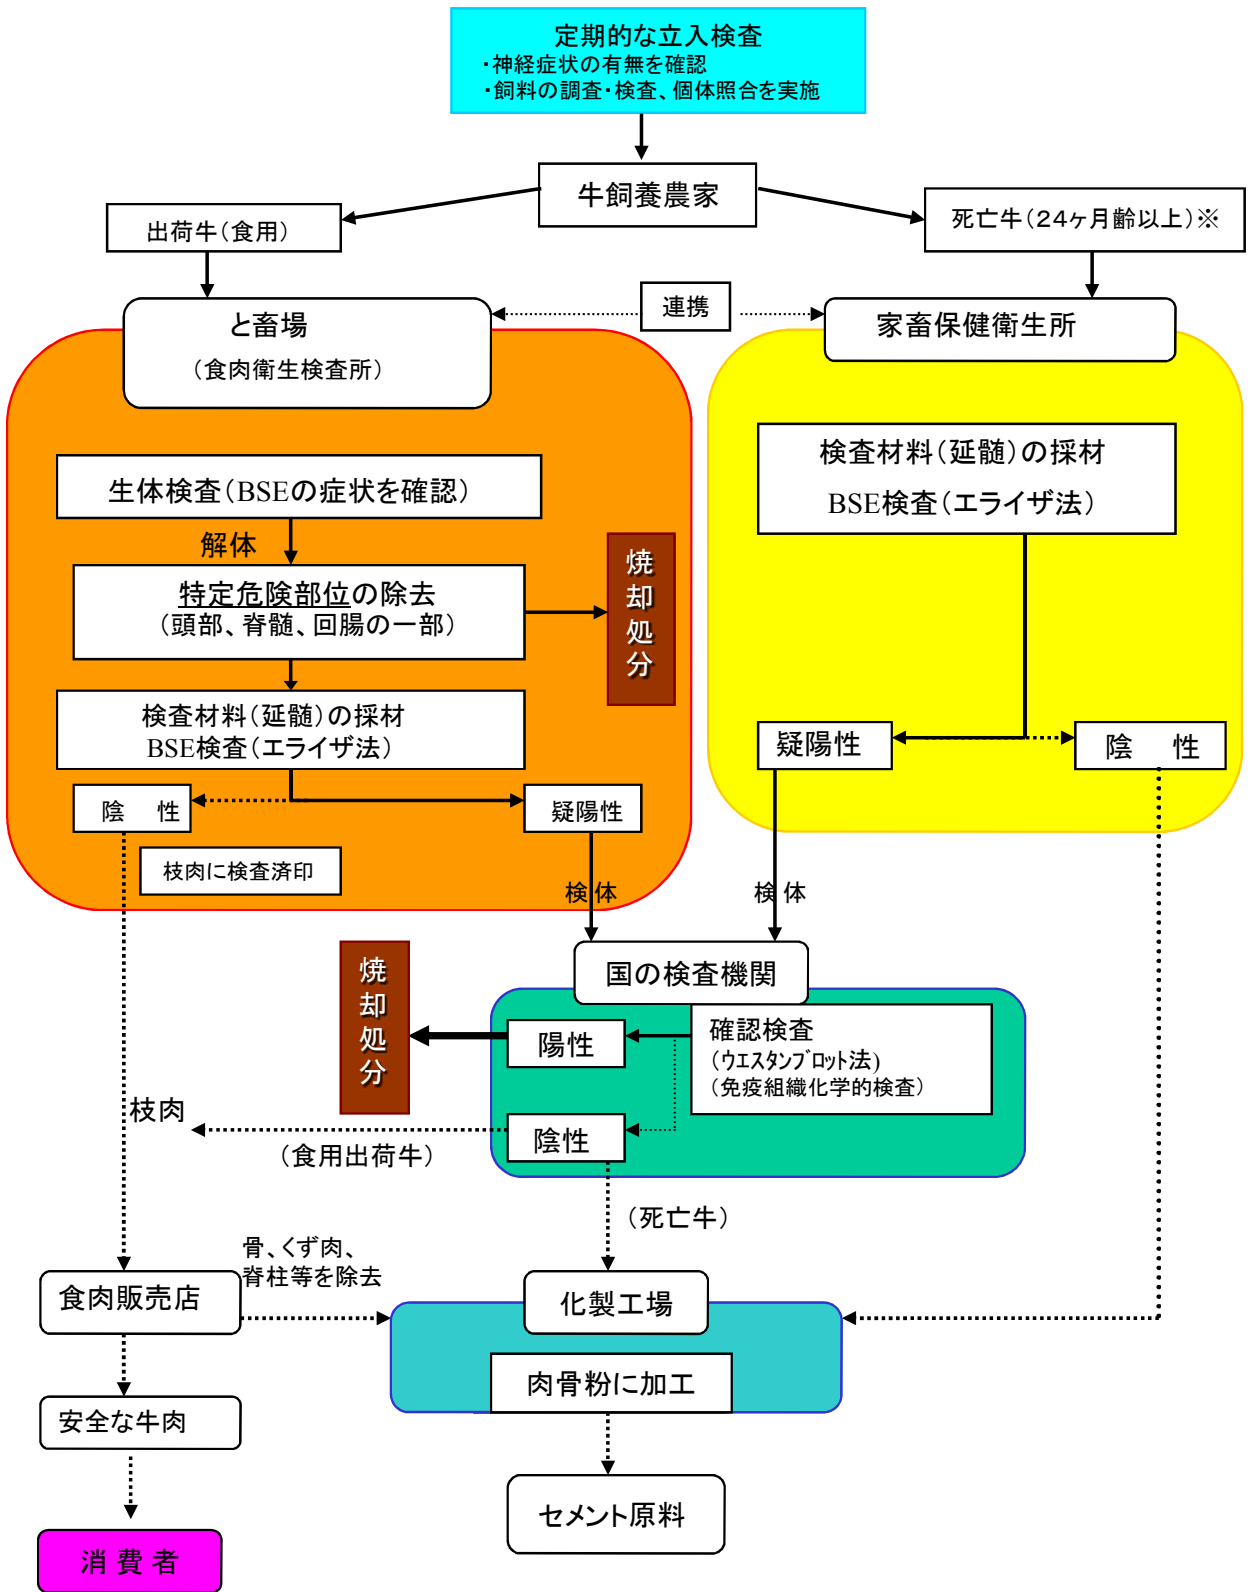 定期的な立入検査
・神経症状の有無を確認
・飼料の調査・検査、個体照合を実施
牛飼養農家
出荷牛（食用）
死亡牛（24ヶ月齢以上）※
連携
と畜場
（食肉衛生検査所）
家畜保健衛生所
生体検査（BSEの症状を確認）
解体
特定危険部位の除去
（頭部、脊髄、回腸の一部）
焼却処分
検査材料（延髄）の採材
BSE検査（エライザ法）
検査材料（延髄）の採材
BSE検査（エライザ法）
疑陽性
陰　性
陰　性
疑陽性
枝肉に検査済印
検体
検体
国の検査機関
焼却処分
陽性
確認検査
（ウエスタンブロット法）
（免疫組織化学的検査）
陰性
枝肉
（食用出荷牛）
（死亡牛）
骨、くず肉、
脊柱等を除去
食肉販売店
化製工場
肉骨粉に加工
安全な牛肉
セメント原料
消費者